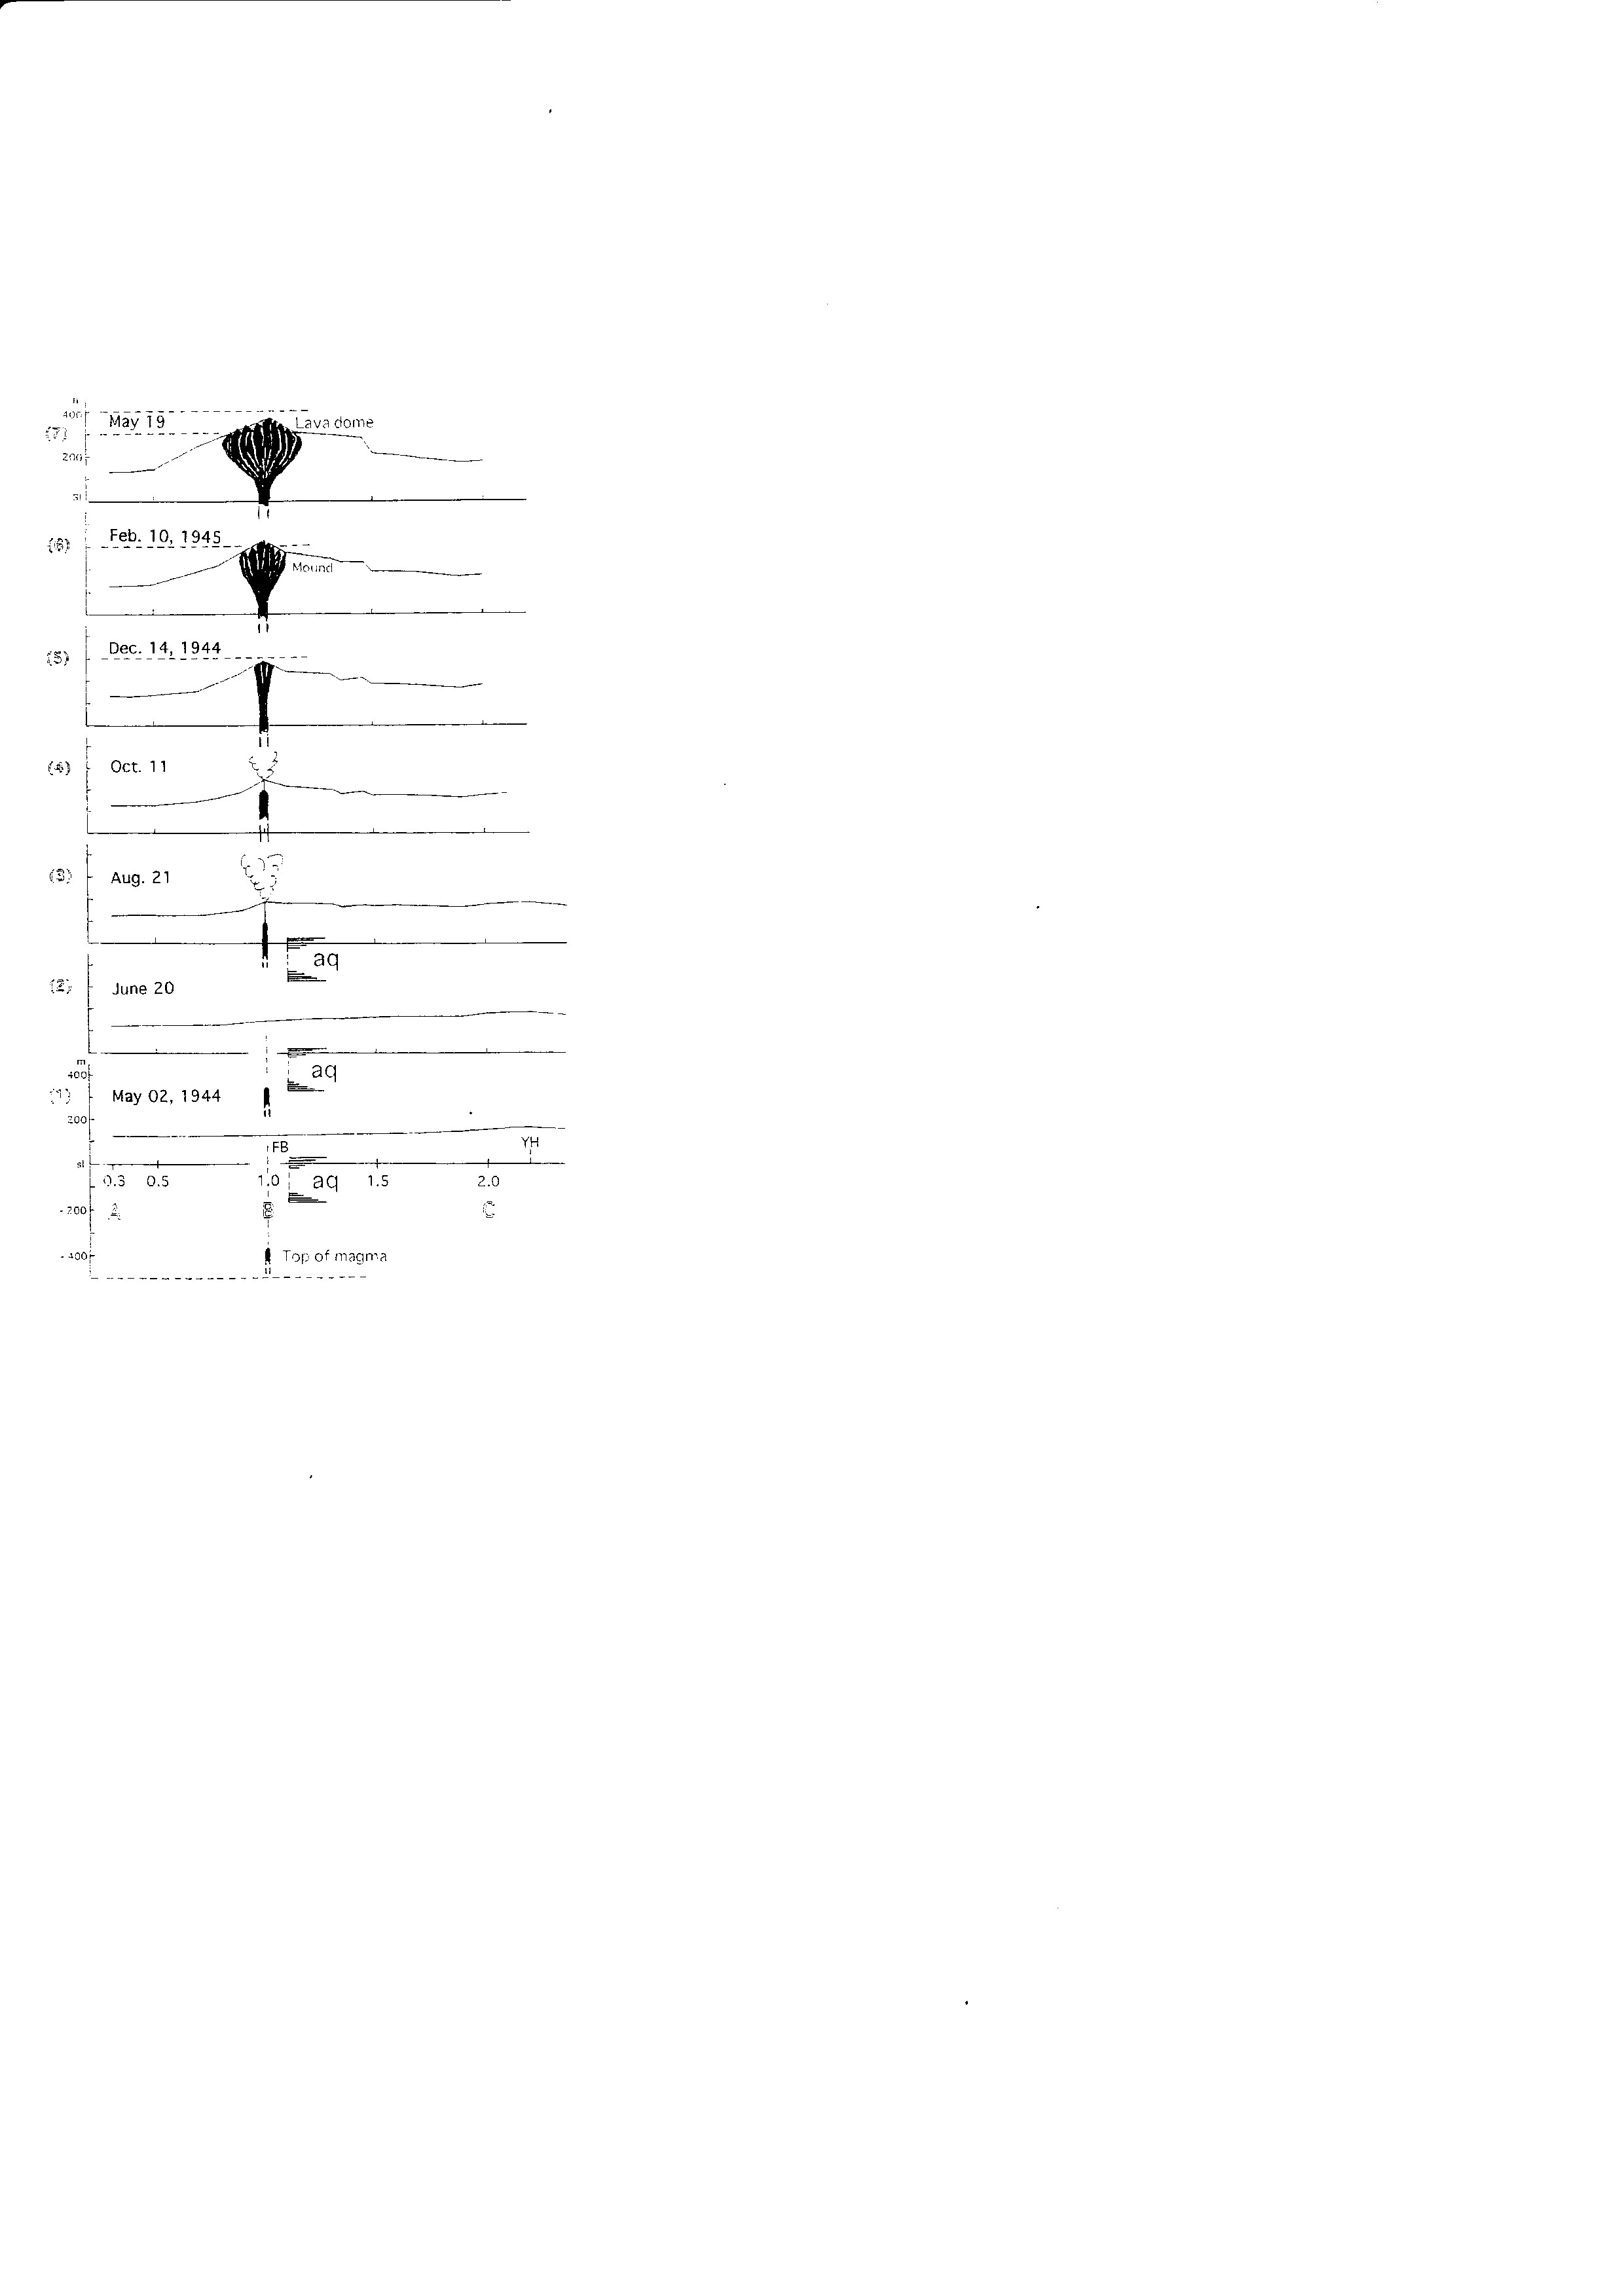 m
400
(7)
May 19
Lava dome
200
sl
(6)
Feb. 10, 1945
Mound
(5)
Dec. 14, 1944
(4)
Oct. 11
(3)
Aug. 21
aq
(2)
June 20
m
400
aq
(1)
May 02, 1944
200
FB
YH
sl
0.3 0.5 1.0 aq 1.5 2.0
-200
A B C
-400
Top of magma